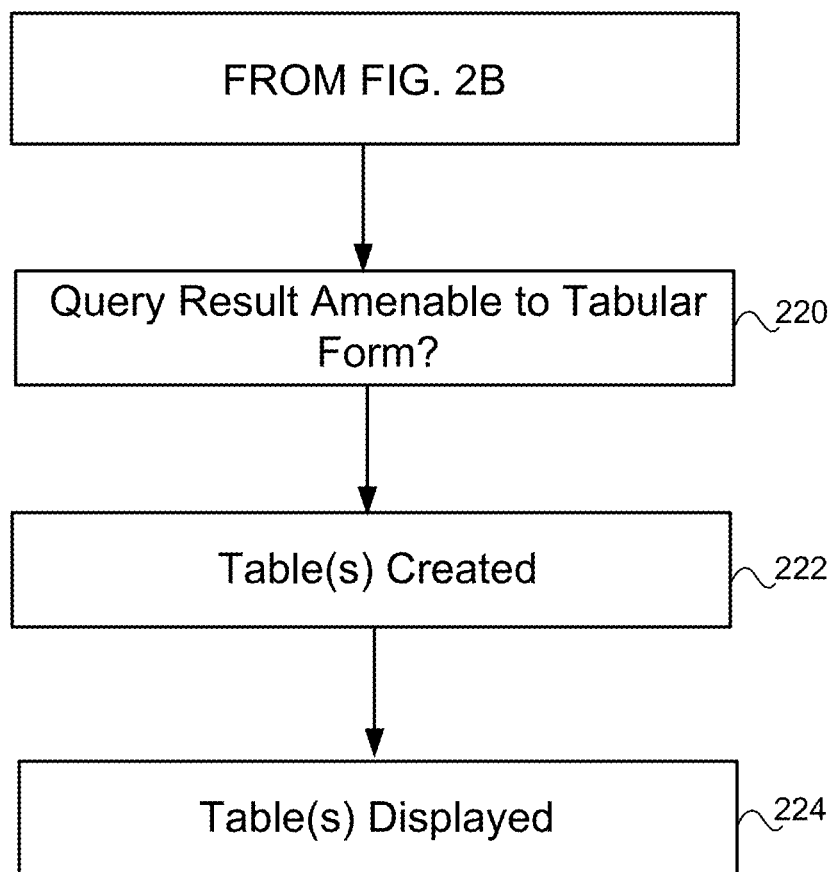 FROM FIG. 2B
Query Result Amenable to Tabular
Form?
220
Table(s) Created
222
Table(s) Displayed
224